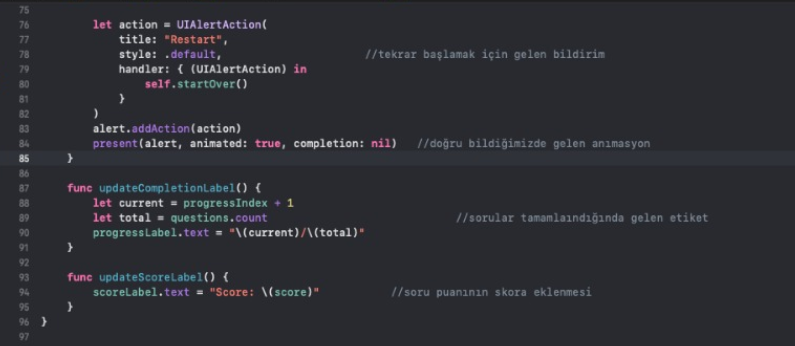 75
76 let action = UIAlertAction(
77 title: "Restart",
78 style: .default, //tekrar başlamak için gelen bildirim
79 handler: { (UIAlertAction) in
80 self.startOver()
81 }
82 )
83 alert.addAction(action)
84 present(alert, animated: true, completion: nil) //doğru bildiğimizde gelen anımasyon
85 }
86
87 func updateCompletionLabel() {
88 let current = progressIndex + 1
89 let total = questions.count //sorular tamamlaındığında gelen etiket
90 progressLabel.text = "\(current)/\(total)"
91 }
92
93 func updateScoreLabel() {
94 scoreLabel.text = "Score: \(score)" //soru puanının skora eklenmesi
95 }
96 }
97